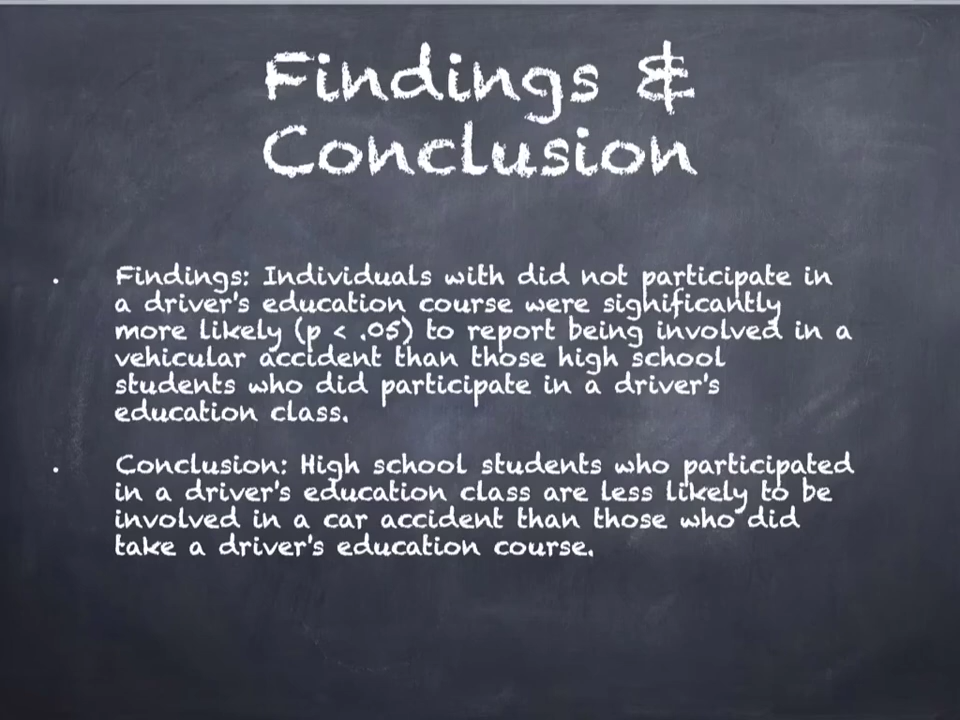 Findings &
Conclusion
. Findings: Individuals with did not participate in
a driver's education course were significantly
more likely (p < .05) to report being involved in a
vehicular accident than those high school
students who did participate in a driver's
education class.
. Conclusion: High school students who participated
in a driver's education class are less likely to be
involved in a car accident than those who did
take a driver's education course.